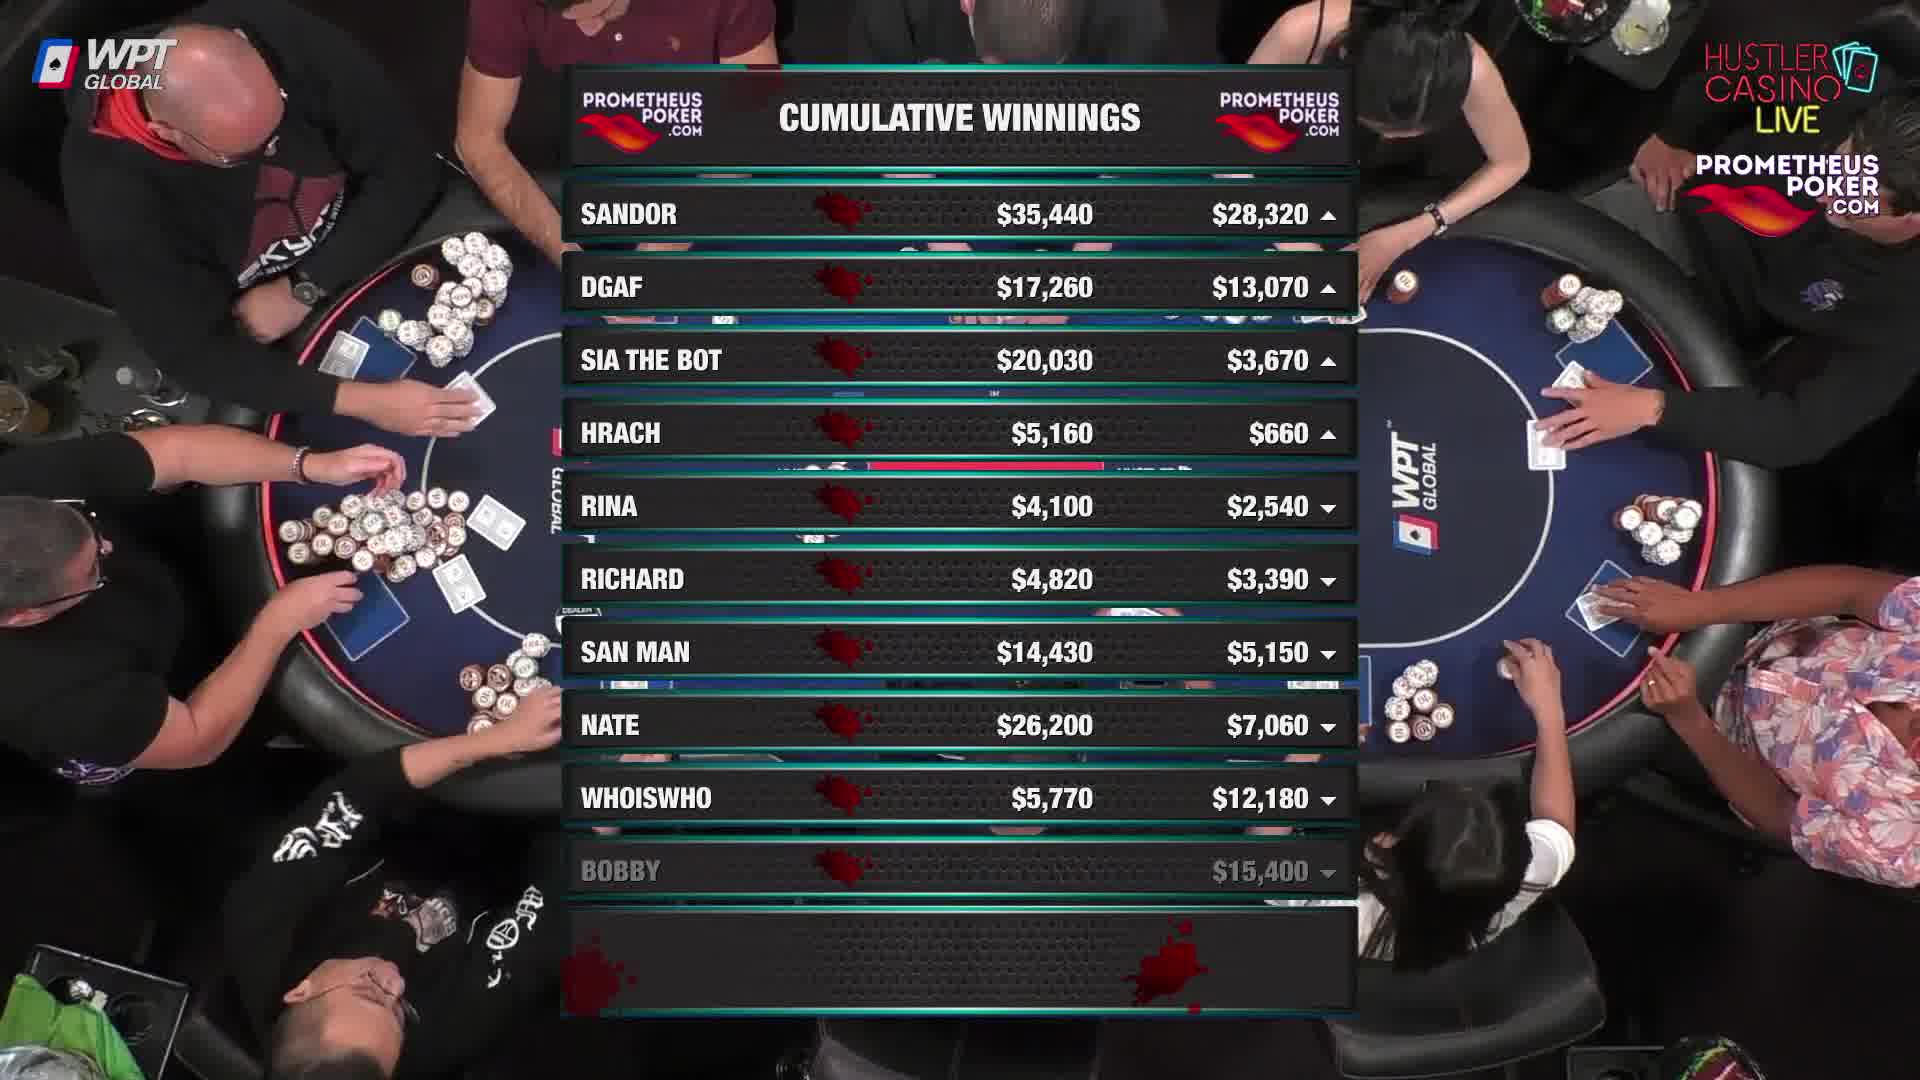 WPT
GLOBAL
HUSTLER
CASINO
LIVE
PROMETHEUS
POKER
.COM
PROMETHEUS
POKER
.COM
CUMULATIVE WINNINGS
PROMETHEUS
POKER
.COM
SANDOR $35,440 $28,320
DGAF $17,260 $13,070
SIA THE BOT $20,030 $3,670
HRACH $5,160 $660
RINA $4,100 $2,540
RICHARD $4,820 $3,390
SAN MAN $14,430 $5,150
NATE $26,200 $7,060
WHOISWHO $5,770 $12,180
BOBBY $15,400
WPT
GLOBAL
GLOBAL
DEALER